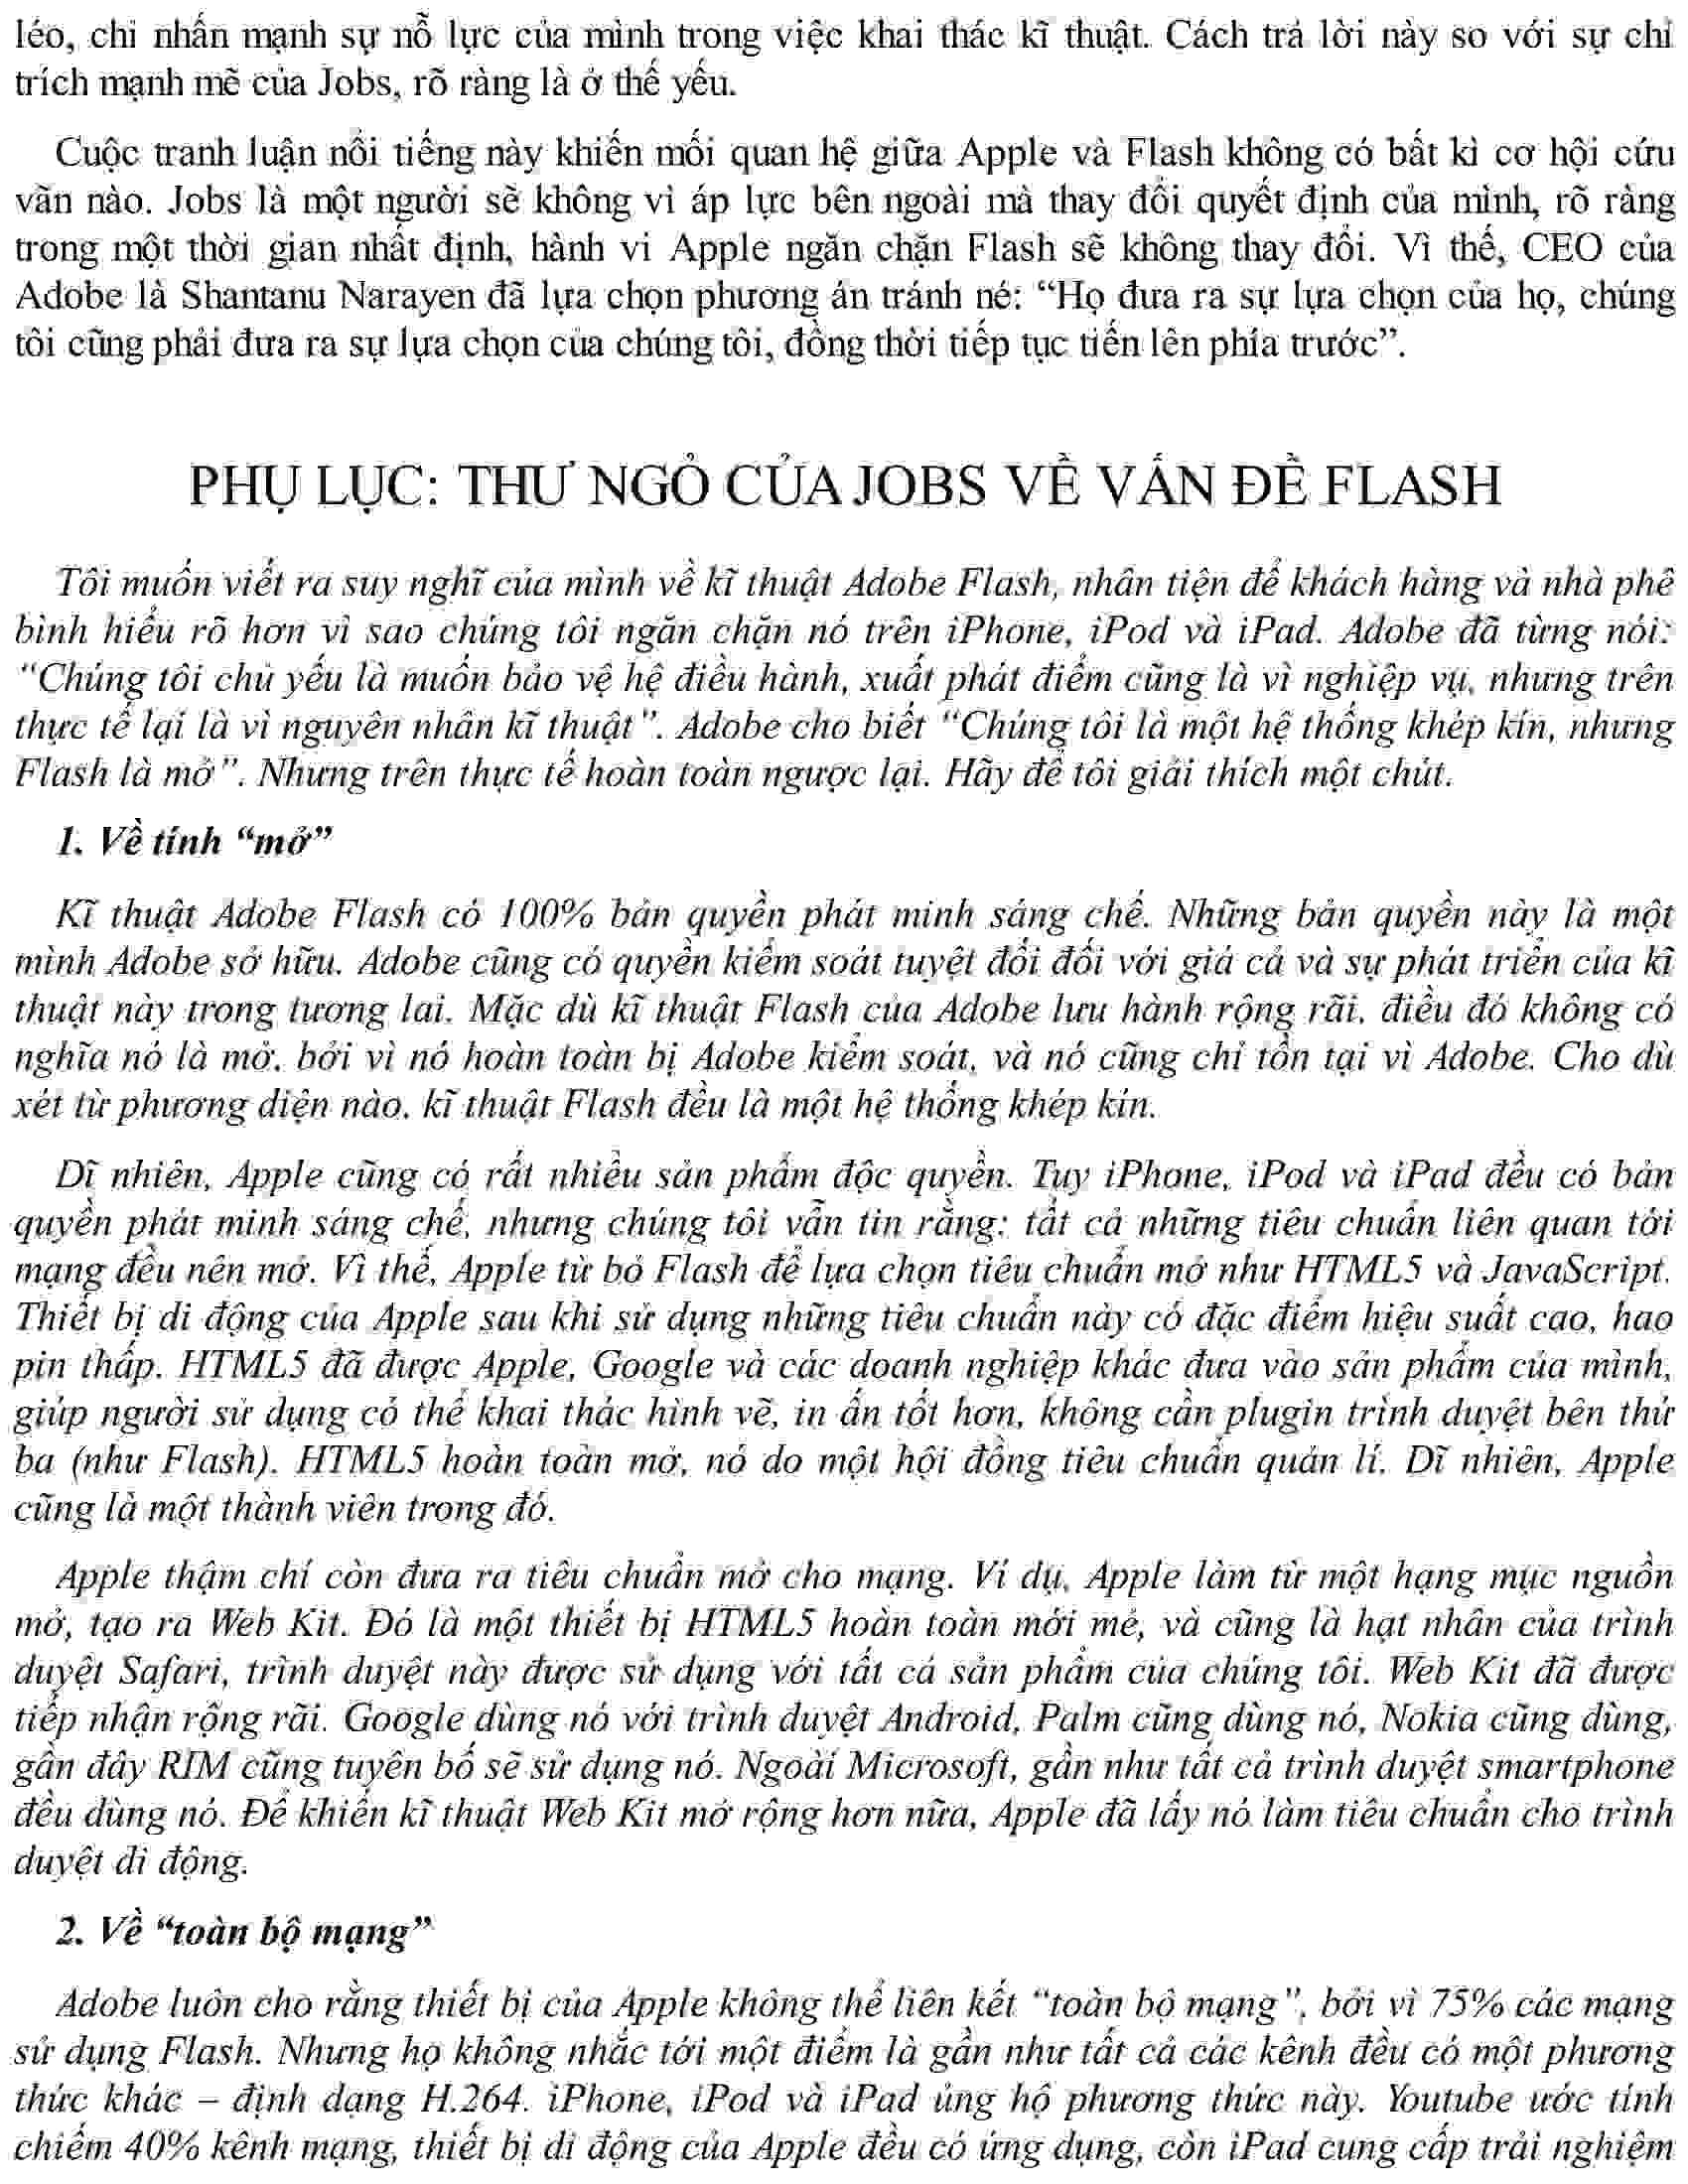 léo, chỉ nhấn mạnh sự nỗ lực của mình trong việc khai thác kĩ thuật. Cách trả lời này so với sự chỉ
trích mạnh mẽ của Jobs, rõ ràng là ở thế yếu.
Cuộc tranh luận nổi tiếng này khiến mối quan hệ giữa Apple và Flash không có bất kì cơ hội cứu
vãn nào. Jobs là một người sẽ không vì áp lực bên ngoài mà thay đổi quyết định của mình, rõ ràng
trong một thời gian nhất định, hành vi Apple ngăn chặn Flash sẽ không thay đổi. Vì thế, CEO của
Adobe là Shantanu Narayen đã lựa chọn phương án tránh né: “Họ đưa ra sự lựa chọn của họ, chúng
tôi cũng phải đưa ra sự lựa chọn của chúng tôi, đồng thời tiếp tục tiến lên phía trước”.
PHỤ LỤC: THƯ NGỎ CỦA JOBS VỀ VẤN ĐỀ FLASH
Tôi muốn viết ra suy nghĩ của mình về kĩ thuật Adobe Flash, nhân tiện để khách hàng và nhà phê
bình hiểu rõ hơn vì sao chúng tôi ngăn chặn nó trên iPhone, iPod và iPad. Adobe đã từng nói:
“Chúng tôi chủ yếu là muốn bảo vệ hệ điều hành, xuất phát điểm cũng là vì nghiệp vụ, nhưng trên
thực tế lại là vì nguyên nhân kĩ thuật”. Adobe cho biết “Chúng tôi là một hệ thống khép kín, nhưng
Flash là mở”. Nhưng trên thực tế hoàn toàn ngược lại. Hãy để tôi giải thích một chút.
1. Về tính “mở”
Kĩ thuật Adobe Flash có 100% bản quyền phát minh sáng chế. Những bản quyền này là một
mình Adobe sở hữu. Adobe cũng có quyền kiểm soát tuyệt đối đối với giá cả và sự phát triển của kĩ
thuật này trong tương lai. Mặc dù kĩ thuật Flash của Adobe lưu hành rộng rãi, điều đó không có
nghĩa nó là mở, bởi vì nó hoàn toàn bị Adobe kiểm soát, và nó cũng chỉ tồn tại vì Adobe. Cho dù
xét từ phương diện nào, kĩ thuật Flash đều là một hệ thống khép kín.
Dĩ nhiên, Apple cũng có rất nhiều sản phẩm độc quyền. Tuy iPhone, iPod và iPad đều có bản
quyền phát minh sáng chế, nhưng chúng tôi vẫn tin rằng: tất cả những tiêu chuẩn liên quan tới
mạng đều nên mở. Vì thế, Apple từ bỏ Flash để lựa chọn tiêu chuẩn mở như HTML5 và JavaScript.
Thiết bị di động của Apple sau khi sử dụng những tiêu chuẩn này có đặc điểm hiệu suất cao, hao
pin thấp. HTML5 đã được Apple, Google và các doanh nghiệp khác đưa vào sản phẩm của mình,
giúp người sử dụng có thể khai thác hình vẽ, in ấn tốt hơn, không cần plugin trình duyệt bên thứ
ba (như Flash). HTML5 hoàn toàn mở, nó do một hội đồng tiêu chuẩn quản lí. Dĩ nhiên, Apple
cũng là một thành viên trong đó.
Apple thậm chí còn đưa ra tiêu chuẩn mở cho mạng. Ví dụ, Apple làm từ một hạng mục nguồn
mở, tạo ra Web Kit. Đó là một thiết bị HTML5 hoàn toàn mới mẻ, và cũng là hạt nhân của trình
duyệt Safari, trình duyệt này được sử dụng với tất cả sản phẩm của chúng tôi. Web Kit đã được
tiếp nhận rộng rãi. Google dùng nó với trình duyệt Android, Palm cũng dùng nó, Nokia cũng dùng,
gần đây RIM cũng tuyên bố sẽ sử dụng nó. Ngoài Microsoft, gần như tất cả trình duyệt smartphone
đều dùng nó. Để khiến kĩ thuật Web Kit mở rộng hơn nữa, Apple đã lấy nó làm tiêu chuẩn cho trình
duyệt di động.
2. Về “toàn bộ mạng”
Adobe luôn cho rằng thiết bị của Apple không thể liên kết “toàn bộ mạng”, bởi vì 75% các mạng
sử dụng Flash. Nhưng họ không nhắc tới một điểm là gần như tất cả các kênh đều có một phương
thức khác – định dạng H.264. iPhone, iPod và iPad ủng hộ phương thức này. Youtube ước tính
chiếm 40% kênh mạng, thiết bị di động của Apple đều có ứng dụng, còn iPad cung cấp trải nghiệm